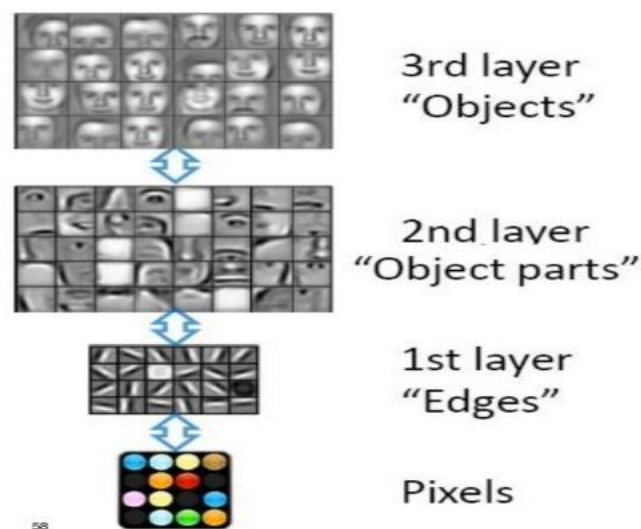 3rd layer
“Objects”
2nd layer
“Object parts”
1st layer
“Edges”
Pixels
58